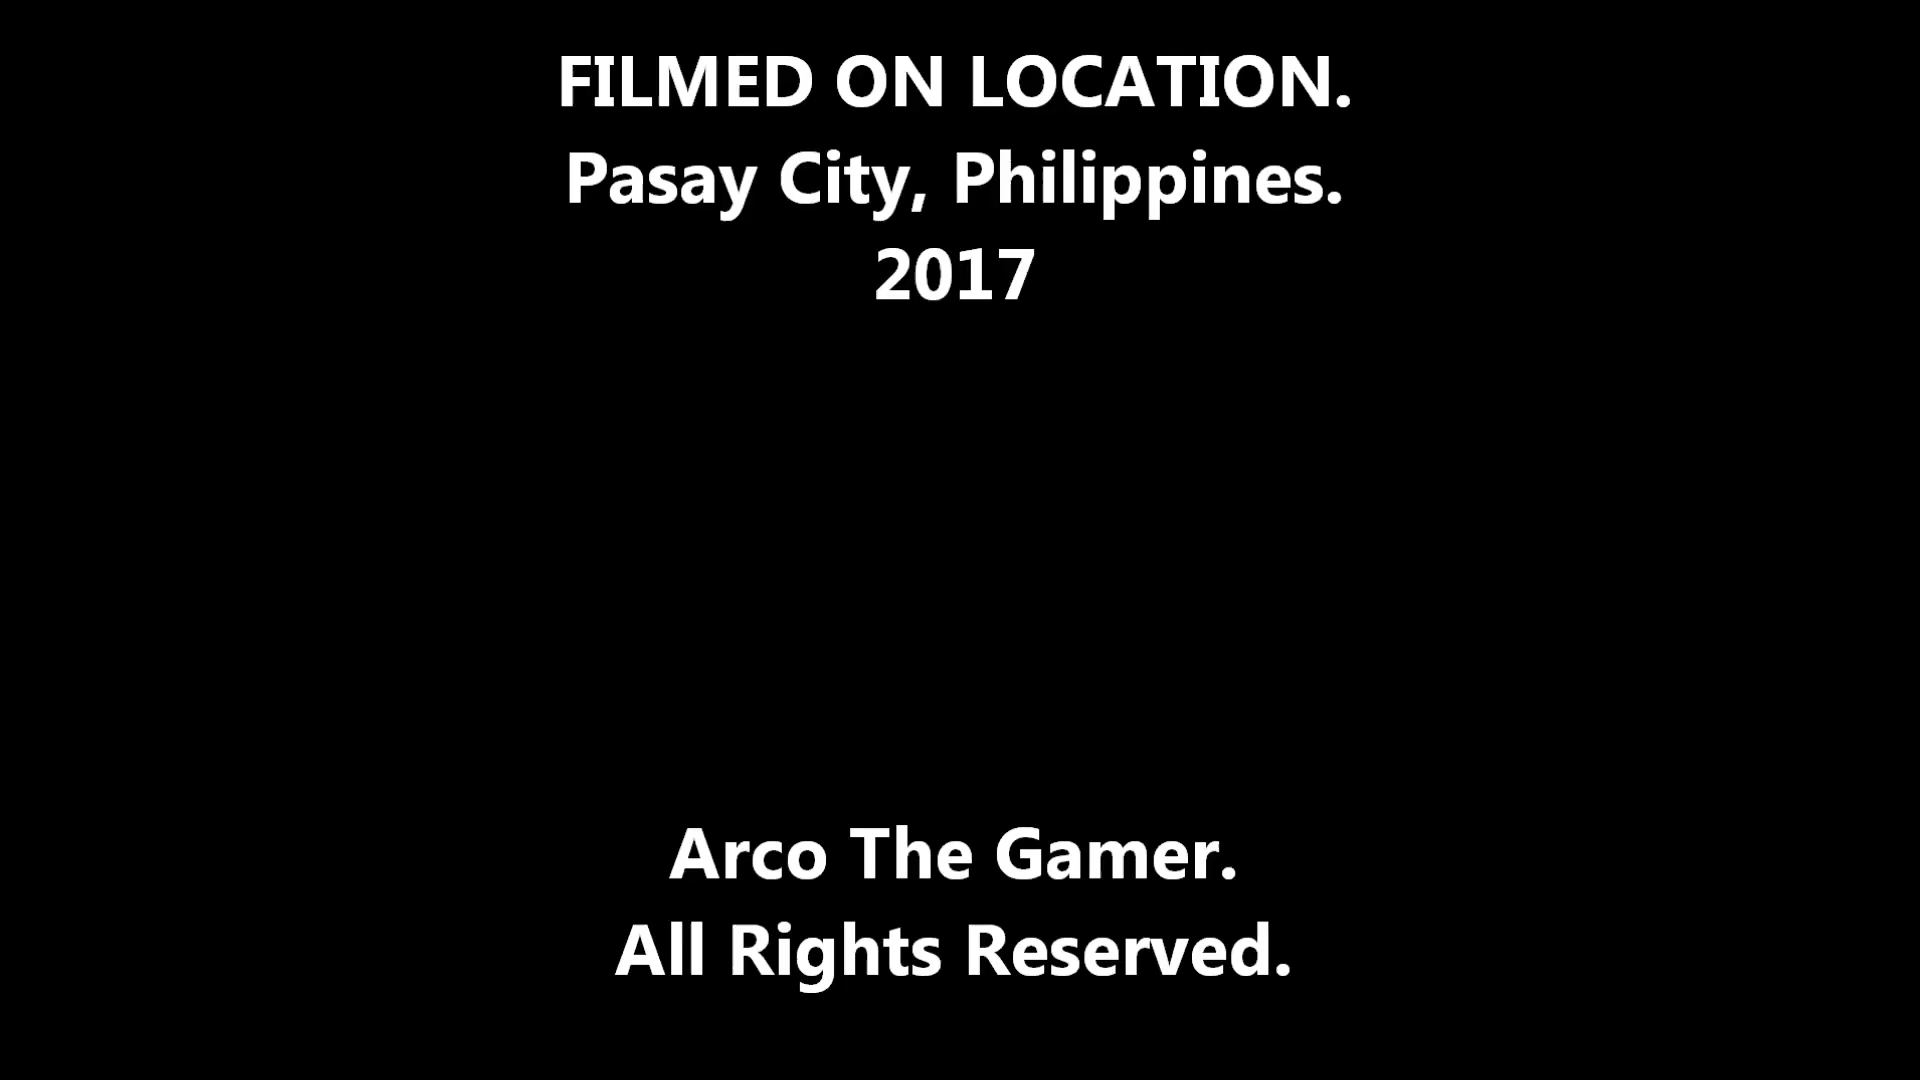 FILMED ON LOCATION.
Pasay City, Philippines.
2017
Arco The Gamer.
All Rights Reserved.